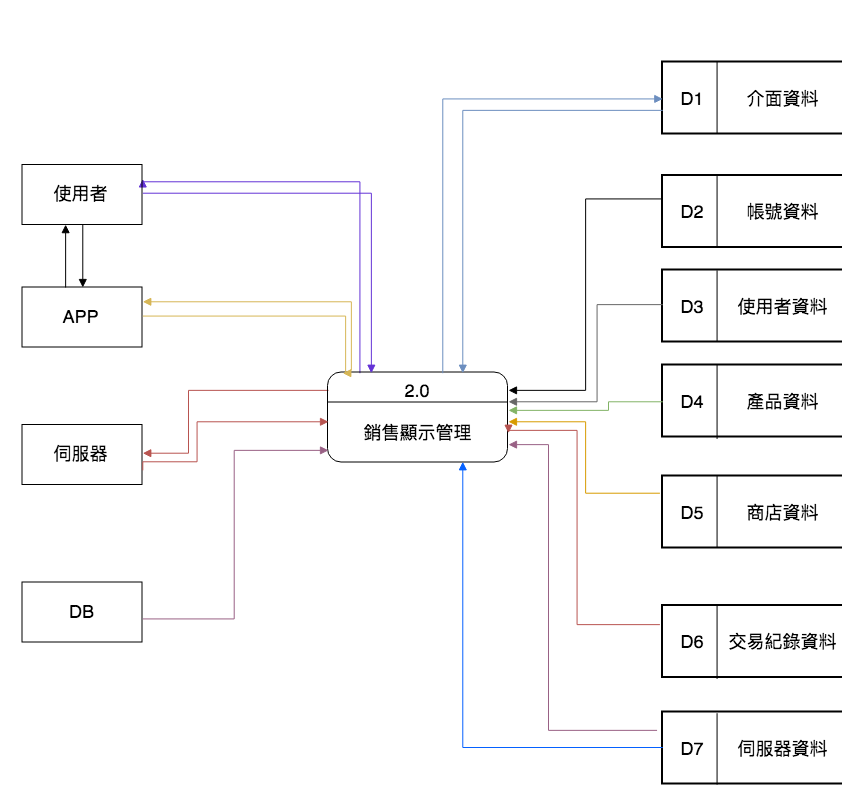 D1 介面資料
使用者
D2 帳號資料
APP
D3 使用者資料
2.0
D4 產品資料
銷售顯示管理
伺服器
D5 商店資料
DB
D6 交易紀錄資料
D7 伺服器資料